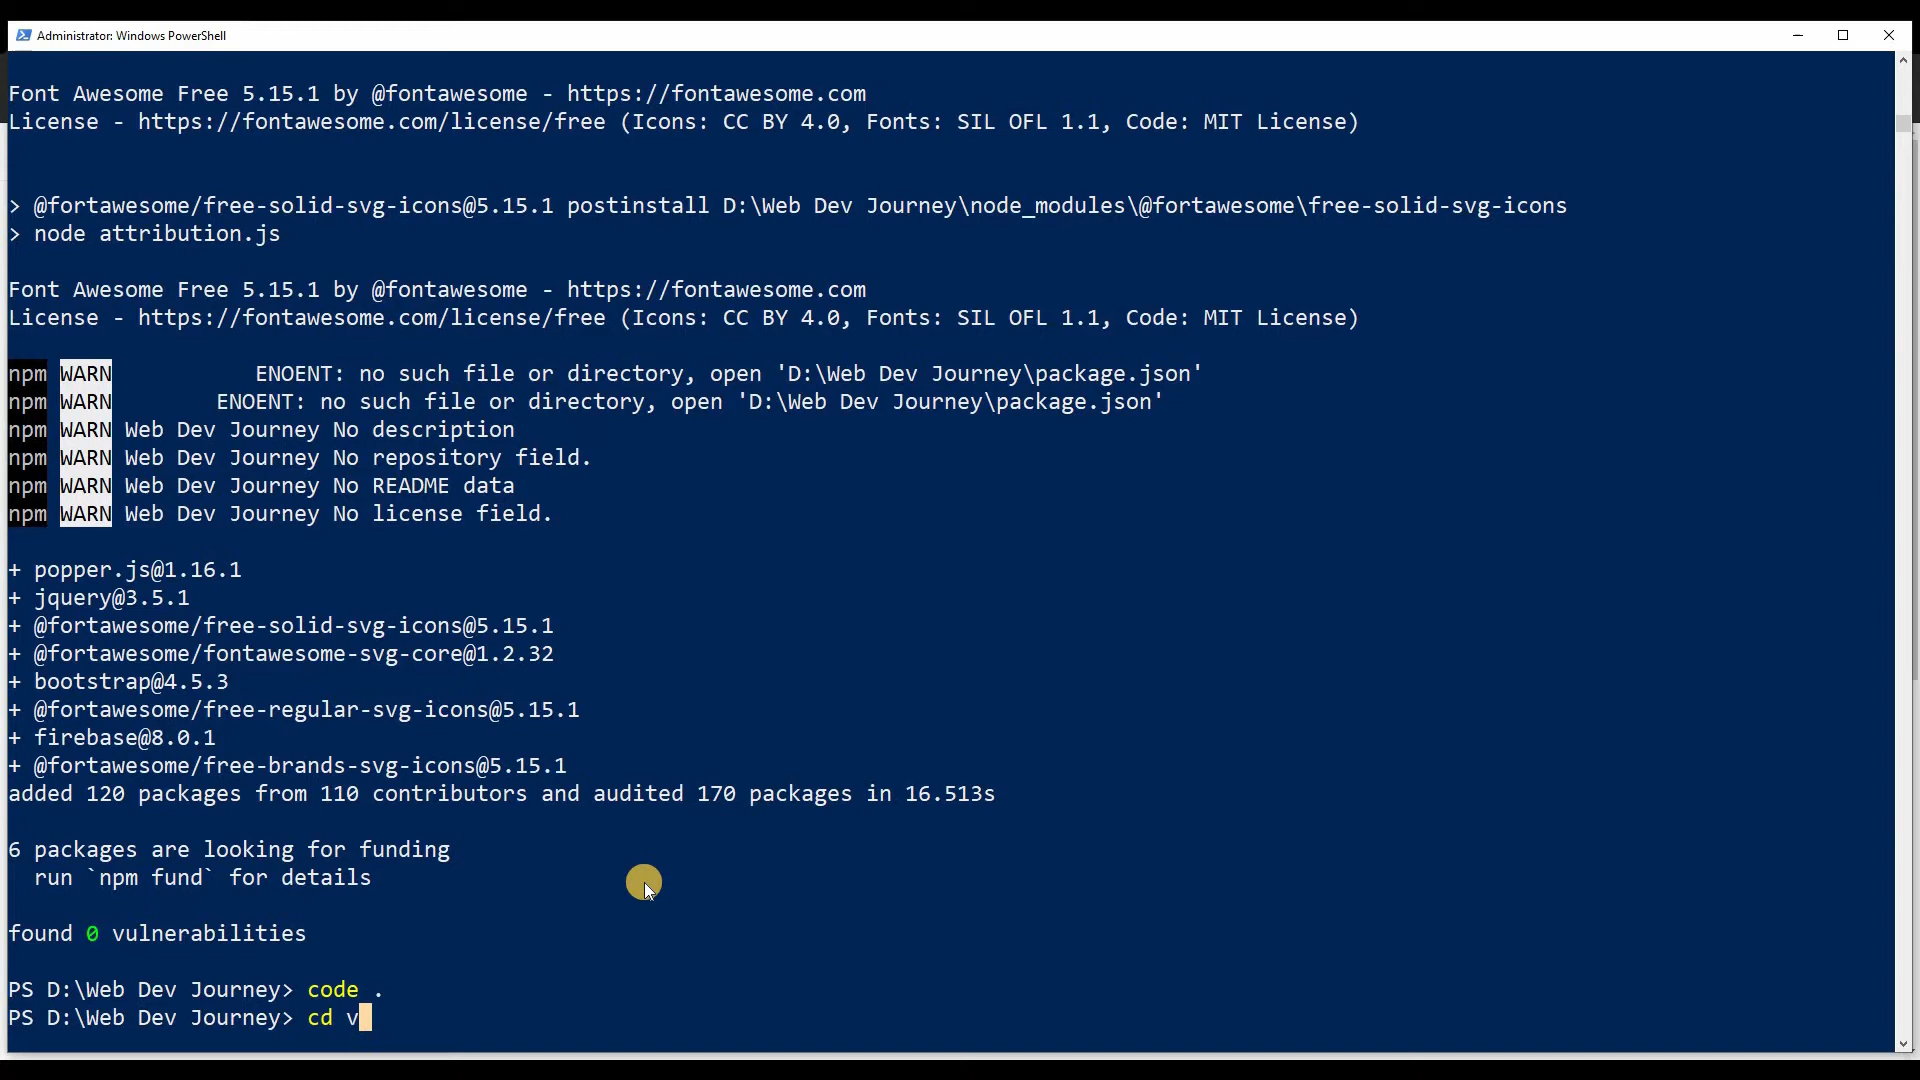 Administrator: Windows PowerShell
Font Awesome Free 5.15.1 by @fontawesome - https://fontawesome.com
License - https://fontawesome.com/license/free (Icons: CC BY 4.0, Fonts: SIL OFL 1.1, Code: MIT License)
> @fortawesome/free-solid-svg-icons@5.15.1 postinstall D:\Web Dev Journey\node_modules\@fortawesome\free-solid-svg-icons
> node attribution.js
Font Awesome Free 5.15.1 by @fontawesome - https://fontawesome.com
License - https://fontawesome.com/license/free (Icons: CC BY 4.0, Fonts: SIL OFL 1.1, Code: MIT License)
npm WARN ENOENT: no such file or directory, open 'D:\Web Dev Journey\package.json'
npm WARN ENOENT: no such file or directory, open 'D:\Web Dev Journey\package.json'
npm WARN Web Dev Journey No description
npm WARN Web Dev Journey No repository field.
npm WARN Web Dev Journey No README data
npm WARN Web Dev Journey No license field.
+ popper.js@1.16.1
+ jquery@3.5.1
+ @fortawesome/free-solid-svg-icons@5.15.1
+ @fortawesome/fontawesome-svg-core@1.2.32
+ bootstrap@4.5.3
+ @fortawesome/free-regular-svg-icons@5.15.1
+ firebase@8.0.1
+ @fortawesome/free-brands-svg-icons@5.15.1
added 120 packages from 110 contributors and audited 170 packages in 16.513s
6 packages are looking for funding
run `npm fund` for details
found 0 vulnerabilities
PS D:\Web Dev Journey> code .
PS D:\Web Dev Journey> cd v